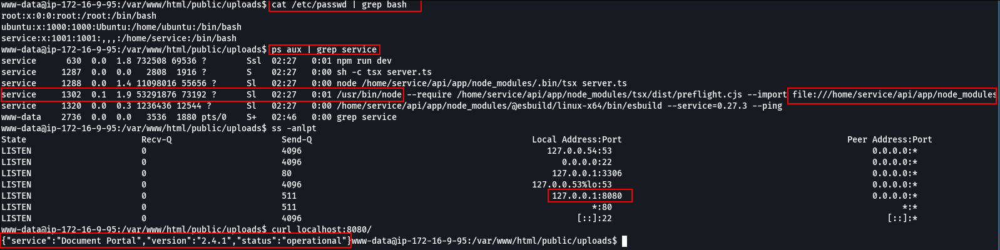 www-data@ip-172-16-9-95:/var/www/html/public/uploads$ cat /etc/passwd | grep bash
root:x:0:0:root:/root:/bin/bash
ubuntu:x:1000:1000:Ubuntu:/home/ubuntu:/bin/bash
service:x:1001:1001:,,,:/home/service:/bin/bash
www-data@ip-172-16-9-95:/var/www/html/public/uploads$ ps aux | grep service
service      630  0.0  1.8 732508 69536 ?        Ssl  02:27   0:01 npm run dev
service     1287  0.0  0.0   2808  1916 ?        S    02:27   0:00 sh -c tsx server.ts
service     1288  0.0  1.4 11098016 55656 ?      Sl   02:27   0:00 node /home/service/api/app/node_modules/.bin/tsx server.ts
service     1302  0.1  1.9 53291876 73192 ?      Sl   02:27   0:01 /usr/bin/node --require /home/service/api/app/node_modules/tsx/dist/preflight.cjs --import file:///home/service/api/app/node_modules
service     1320  0.0  0.3 1236436 12544 ?       Sl   02:27   0:00 /home/service/api/app/node_modules/@esbuild/linux-x64/bin/esbuild --service=0.27.3 --ping
www-data    2736  0.0  0.0   3536  1880 pts/0    S+   02:46   0:00 grep service
www-data@ip-172-16-9-95:/var/www/html/public/uploads$ ss -anlpt
State Recv-Q Send-Q Local Address:Port Peer Address:Port
LISTEN 0 4096 127.0.0.54:53 0.0.0.0:*
LISTEN 0 4096 0.0.0.0:22 0.0.0.0:*
LISTEN 0 80 127.0.0.1:3306 0.0.0.0:*
LISTEN 0 4096 127.0.0.53%lo:53 0.0.0.0:*
LISTEN 0 511 127.0.0.1:8080 0.0.0.0:*
LISTEN 0 511 *:80 *:*
LISTEN 0 4096 [::]:22 [::]:*
www-data@ip-172-16-9-95:/var/www/html/public/uploads$ curl localhost:8080/
{"service":"Document Portal","version":"2.4.1","status":"operational"}www-data@ip-172-16-9-95:/var/www/html/public/uploads$